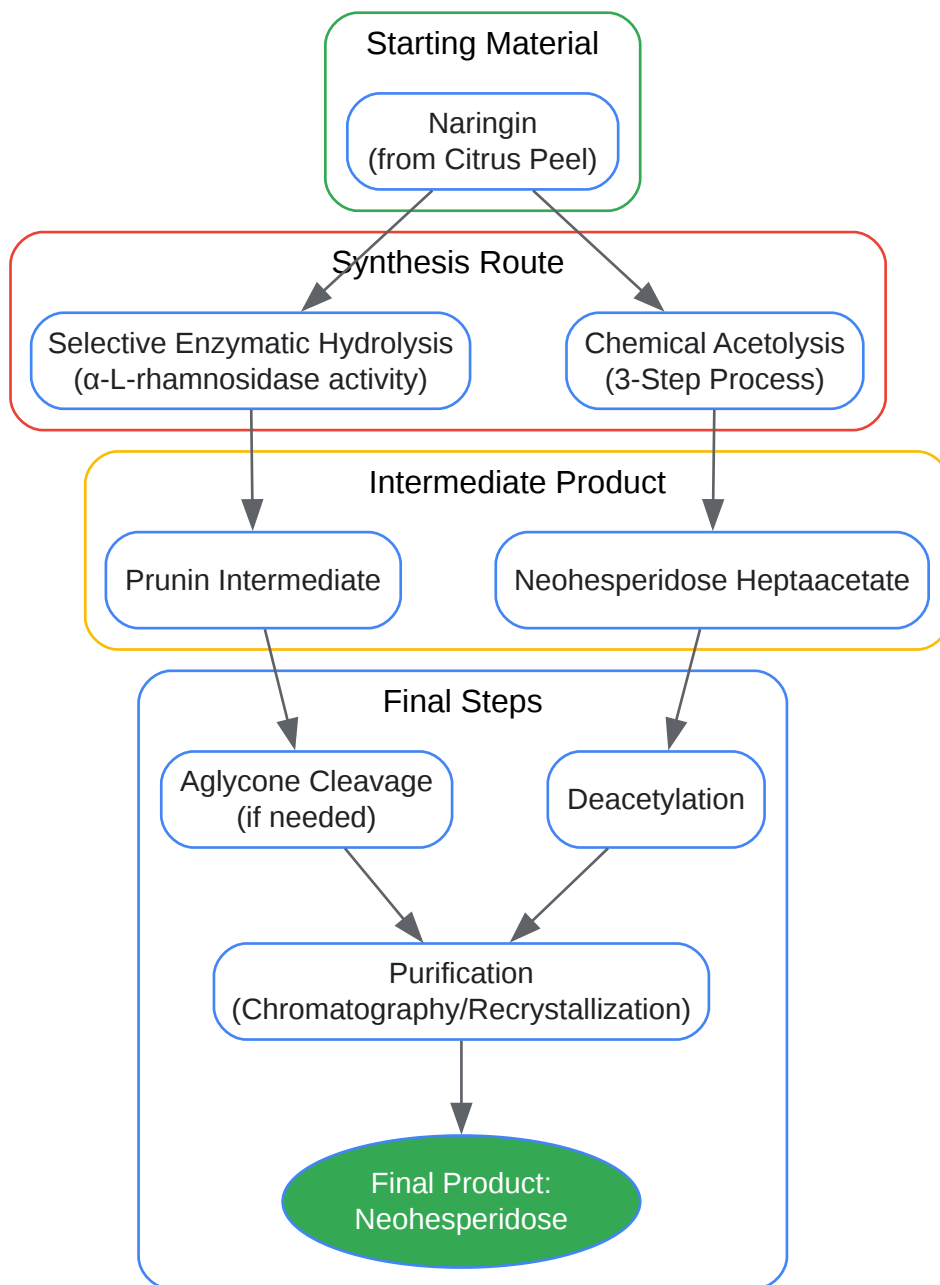 Starting Material
Naringin
(from Citrus Peel)
Synthesis Route
Selective Enzymatic Hydrolysis
(α-L-rhamnosidase activity)
Chemical Acetolysis
(3-Step Process)
Intermediate Product
Prunin Intermediate
Neohesperidose Heptaacetate
Final Steps
Aglycone Cleavage
(if needed)
Deacetylation
Purification
(Chromatography/Recrystallization)
Final Product:
Neohesperidose